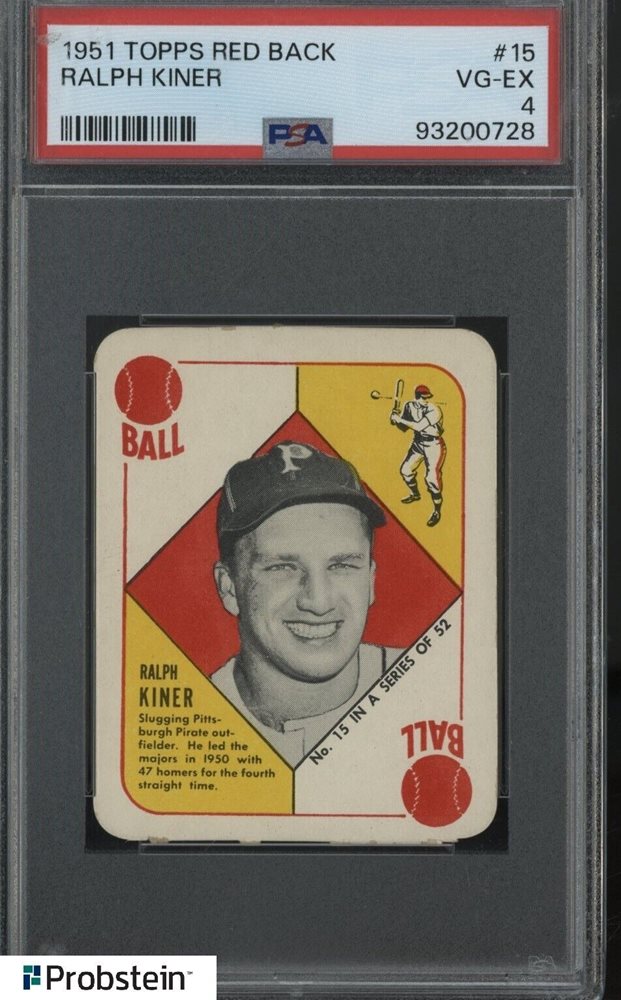 1951 TOPPS RED BACK #15
RALPH KINER VG-EX
4
PSA 93200728
BALL
P
RALPH
KINER
Slugging Pitts-
burgh Pirate out-
fielder. He led the
majors in 1950 with
47 homers for the fourth
straight time.
No. 15 IN A SERIES OF 52
BALL
Probstein™